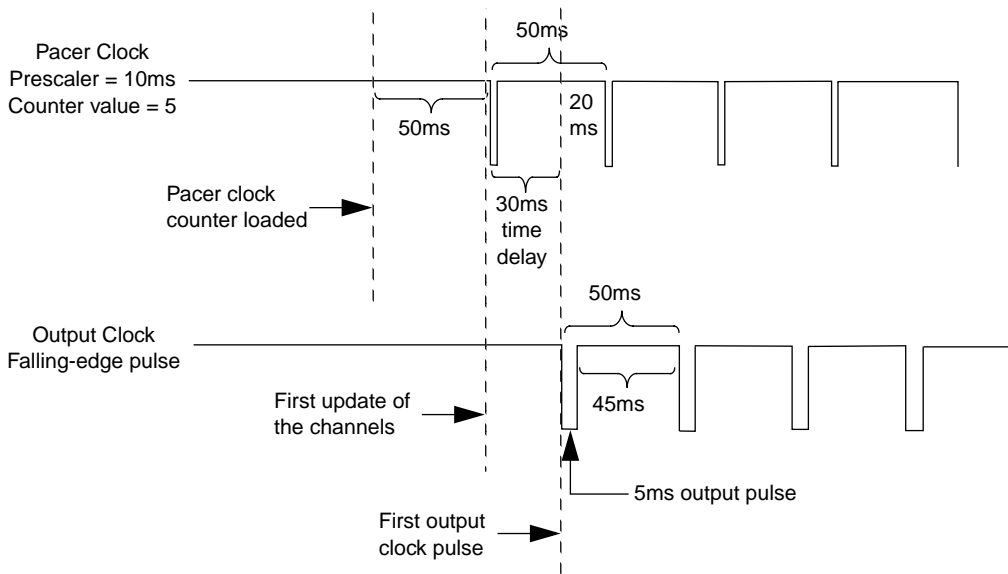 50ms
Pacer Clock
Prescaler = 10ms
Counter value = 5
50ms
20
ms
Pacer clock
counter loaded
30ms
time
delay
50ms
Output Clock
Falling-edge pulse
45ms
First update of
the channels
5ms output pulse
First output
clock pulse